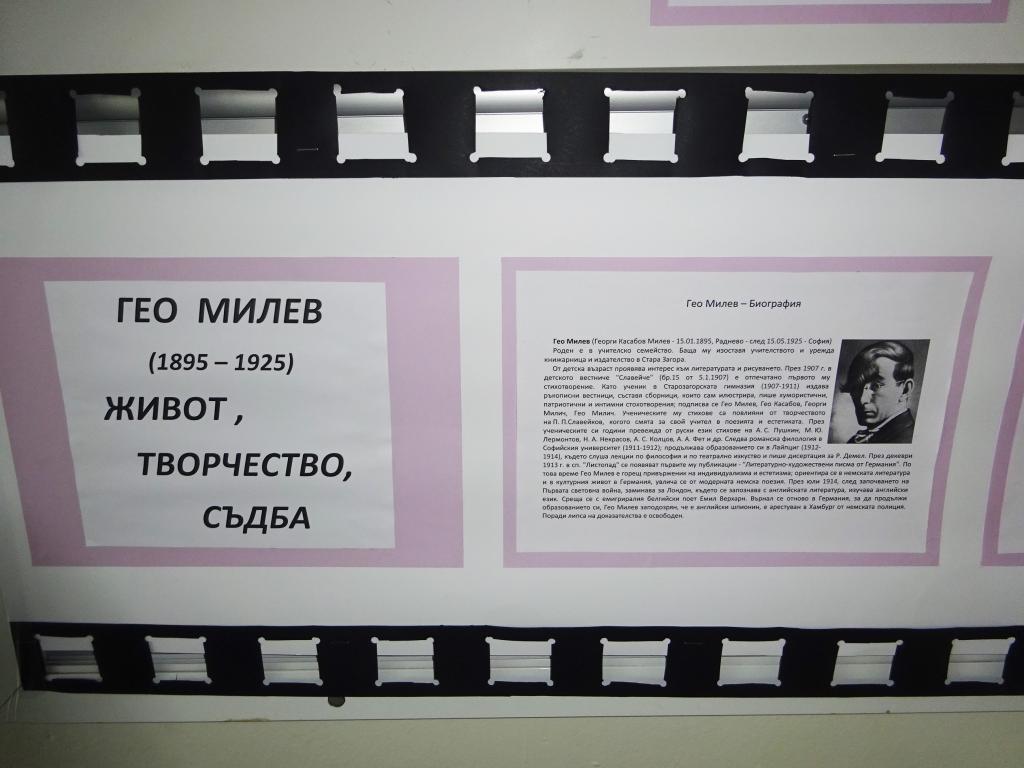 ГЕО МИЛЕВ
(1895 – 1925)
ЖИВОТ ,
ТВОРЧЕСТВО,
СЪДБА
Гео Милев – Биография
Гео Милев (Георги Касабов Милев - 15.01.1895, Раднево - след 15.05.1925 - София)
Роден е в учителско семейство. Баща му изоставя учителството и урежда
книжарница и издателство в Стара Загора.
От детска възраст проявява интерес към литературата и рисуването. През 1907 г. в
детското вестниче "Славейче" (бр.15 от 5.1.1907) е отпечатано първото му
стихотворение. Като ученик в Старозагорската гимназия (1907-1911) издава
ръкописни вестници, съставя сборници, които сам илюстрира, пише хумористични,
патриотични и интимни стохотворения; подписва се Гео Милев, Гео Касабов, Георги
Милич, Гео Милич. Ученическите му стихове са повлияни от творчеството
на П. П.Славейков, когото смята за свой учител в поезията и естетиката. През
ученическите си години превежда от руски език стихове на А. С. Пушкин, М. Ю.
Лермонтов, Н. А. Некрасов, А. С. Колцов, А. А. Фет и др. Следва романска филология в
Софийския университет (1911-1912); продължава образованието си в Лайпциг (1912-
1914), където слуша лекции по философия и по театрално изкуство и пише дисертация за Р. Демел. През декеври
1913 г. в сп. "Листопад" се появяват първите му публикации - "Литературно-художествени писма от Германия". По
това време Гео Милев е горещ привърженик на индивидуализма и естетизма; ориентира се в немската литература
и в културния живот в Германия, увлича се от модерната немска поезия. През юли 1914, след започването на
Първата световна война, заминава за Лондон, където се запознава с английската литература, изучава английски
език. Среща се с емигриралия белгийски поет Емил Верхарн. Върнал се отново в Германия, за да продължи
образованието си, Гео Милев заподозрян, че е английски шпионин, е арестуван в Хамбург от немската полиция.
Поради липса на доказателства е освободен.